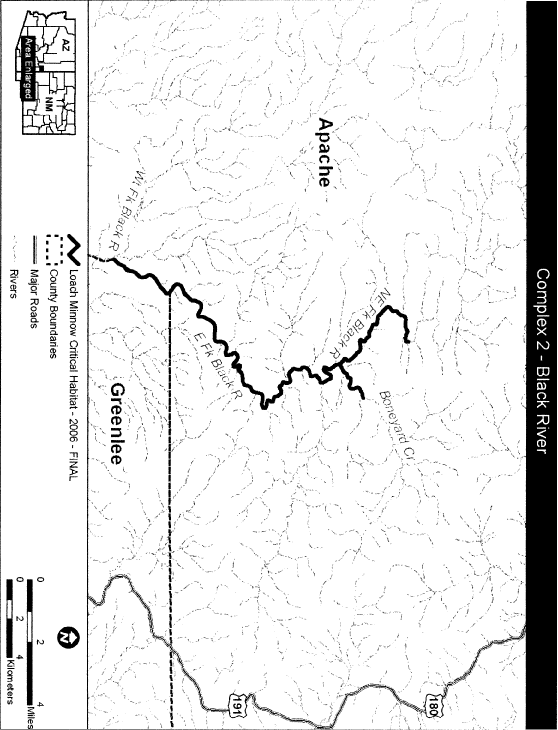 Complex 2 - Black River
Apache
NF Fk Black R
Boneyard Cr
W Fk Black R
E Fk Black R
Greenlee
180
191
AZ
NM
Area Enlarged
Loach Minnow Critical Habitat - 2006 - FINAL
County Boundaries
Major Roads
Rivers
N
0 2 4
Miles
0 2 4
Kilometers